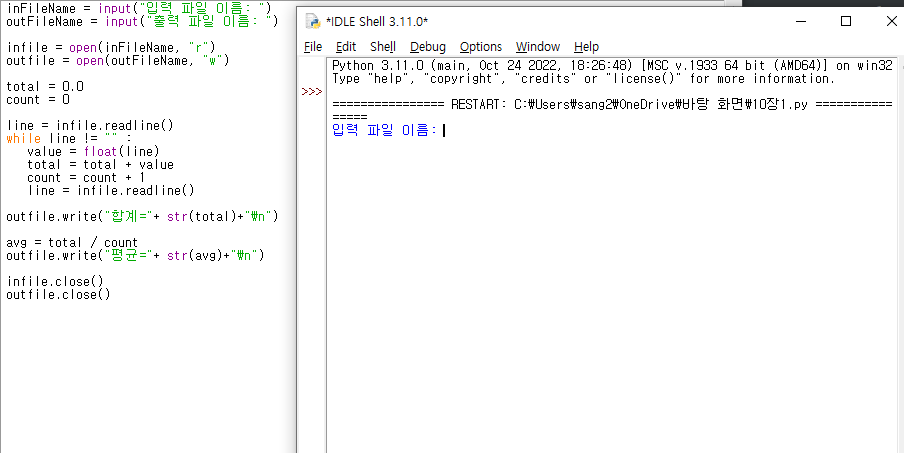 inFileName = input("입력 파일 이름: ")
outFileName = input("출력 파일 이름: ")
infile = open(inFileName, "r")
outfile = open(outFileName, "w")
total = 0.0
count = 0
line = infile.readline()
while line != "" :
value = float(line)
total = total + value
count = count + 1
line = infile.readline()
outfile.write("합계="+ str(total)+"₩n")
avg = total / count
outfile.write("평균="+ str(avg)+"₩n")
infile.close()
outfile.close()
*IDLE Shell 3.11.0*
File Edit Shell Debug Options Window Help
Python 3.11.0 (main, Oct 24 2022, 18:26:48) [MSC v.1933 64 bit (AMD64)] on win32
Type "help", "copyright", "credits" or "license()" for more information.
>>>
================ RESTART: C:₩Users₩sang2₩OneDrive₩바탕 화면₩10장1.py ===========
=====
입력 파일 이름: